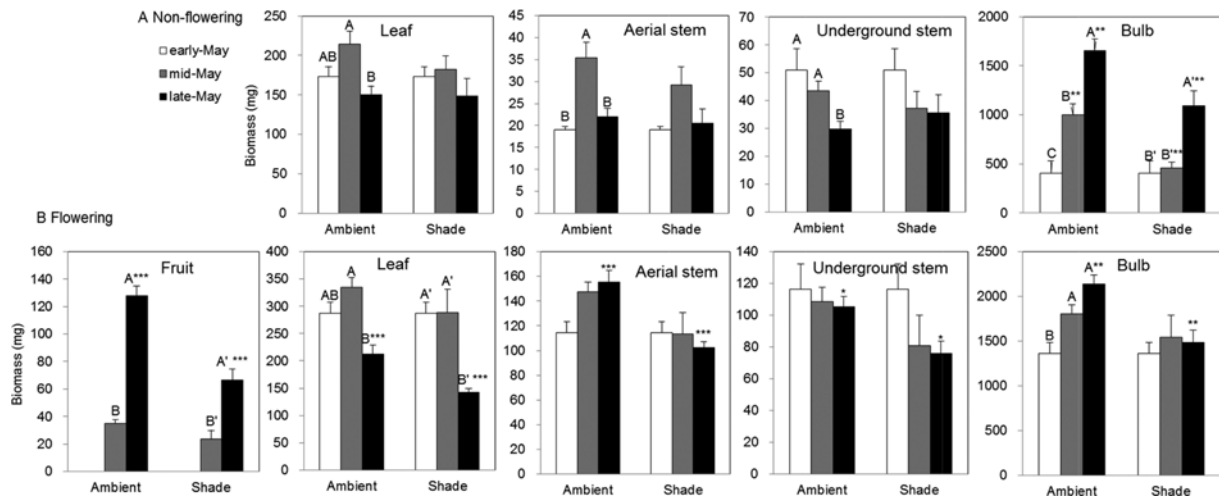 A Non-flowering
early-May
mid-May
late-May
Biomass (mg)
Leaf
250
200
150
100
50
0
AB A B
Ambient Shade
Aerial stem
45
40
35
30
25
20
15
10
5
0
B A B
Ambient Shade
Underground stem
70
60
50
40
30
20
10
0
A A B
Ambient Shade
Bulb
2000
1500
1000
500
0
C B** A** B' B'** A'**
Ambient Shade
B Flowering
Biomass (mg)
Fruit
160
140
120
100
80
60
40
20
0
B A*** B' A' ***
Ambient Shade
Leaf
400
350
300
250
200
150
100
50
0
AB A B*** A' A' B' ***
Ambient Shade
Aerial stem
180
160
140
120
100
80
60
40
20
0
*** ***
Ambient Shade
Underground stem
140
120
100
80
60
40
20
0
* *
Ambient Shade
Bulb
2500
2000
1500
1000
500
0
B A A** **
Ambient Shade